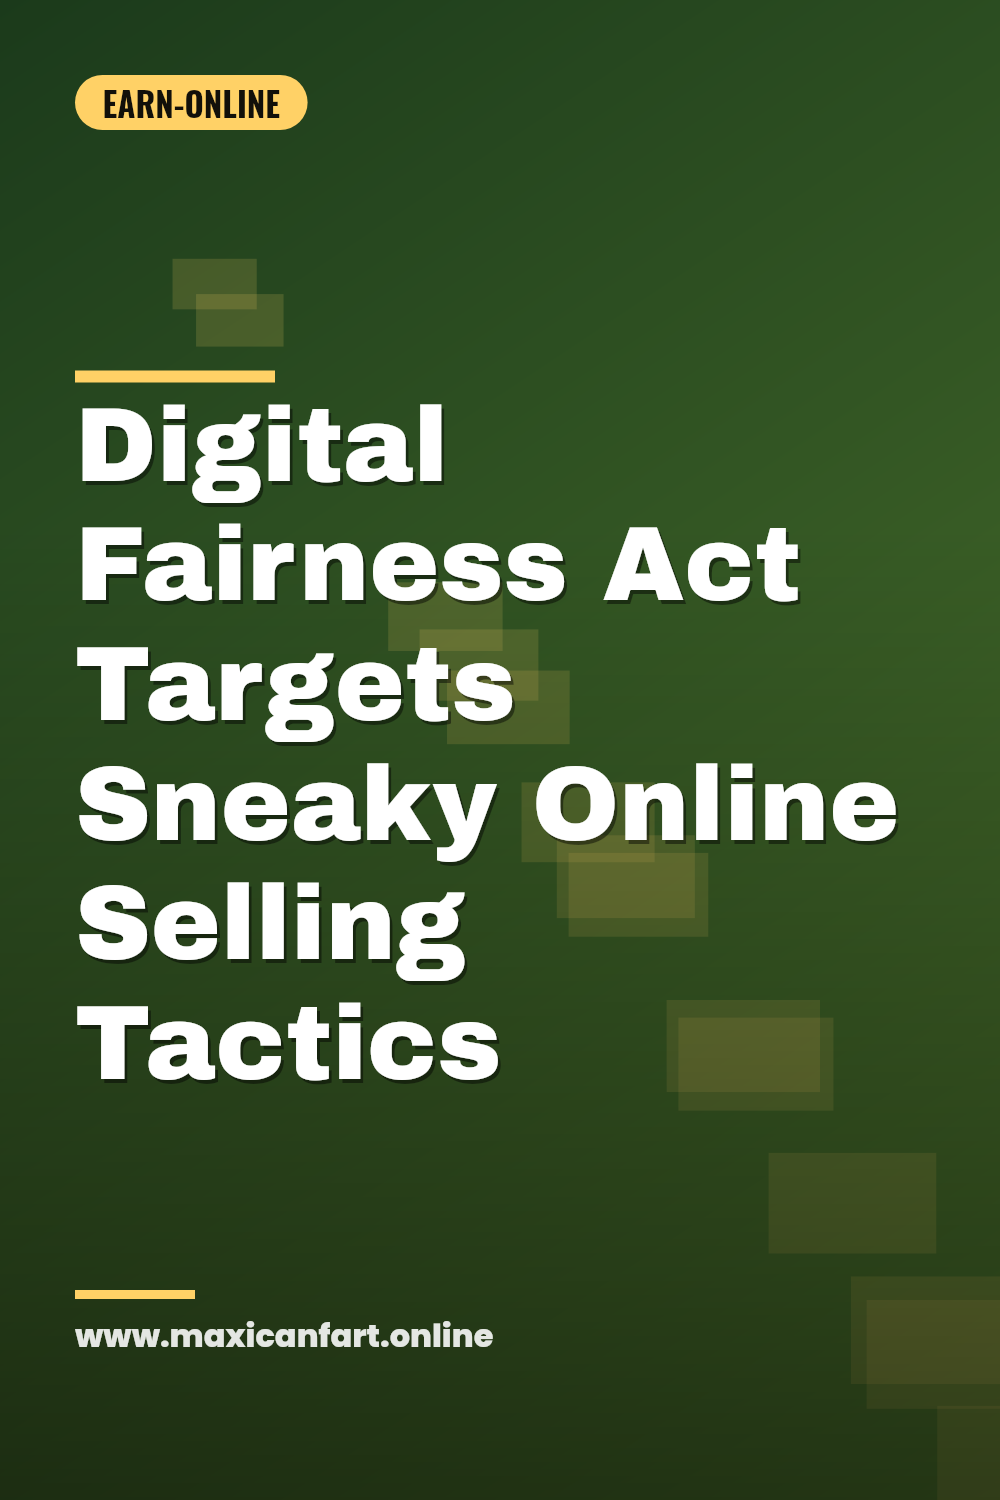 EARN-ONLINE
Digital
Fairness Act
Targets
Sneaky Online
Selling
Tactics
www.maxicanfart.online